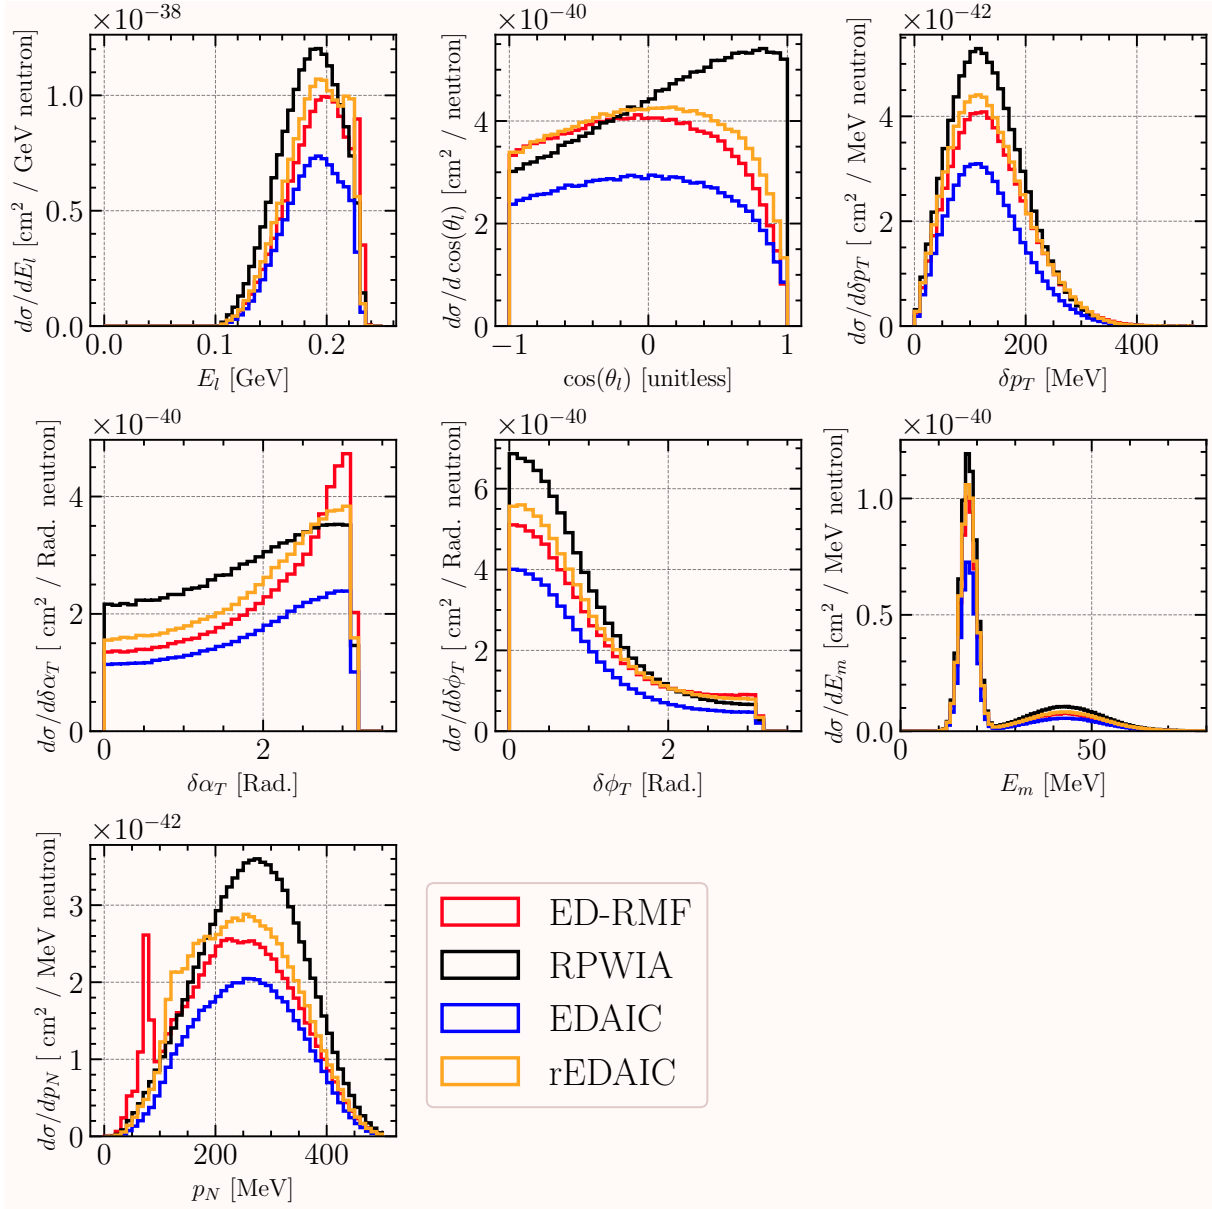 ×10⁻³⁸
dσ/dE_l [cm² / GeV neutron]
1.0
0.5
0.0
0.0 0.1 0.2
E_l [GeV]
×10⁻⁴⁰
dσ/d cos(θ_l) [cm² / neutron]
4
2
0
−1 0 1
cos(θ_l) [unitless]
×10⁻⁴²
dσ/dδp_T [ cm² / MeV neutron]
4
2
0
0 200 400
δp_T [MeV]
×10⁻⁴⁰
dσ/dδα_T [ cm² / Rad. neutron]
4
2
0
0 2
δα_T [Rad.]
×10⁻⁴⁰
dσ/dδϕ_T [ cm² / Rad. neutron]
6
4
2
0
0 2
δϕ_T [Rad.]
×10⁻⁴⁰
dσ/dE_m [cm² / MeV neutron]
1.0
0.5
0.0
0 50
E_m [MeV]
×10⁻⁴²
dσ/dp_N [ cm² / MeV neutron]
3
2
1
0
0 200 400
p_N [MeV]
ED-RMF
RPWIA
EDAIC
rEDAIC